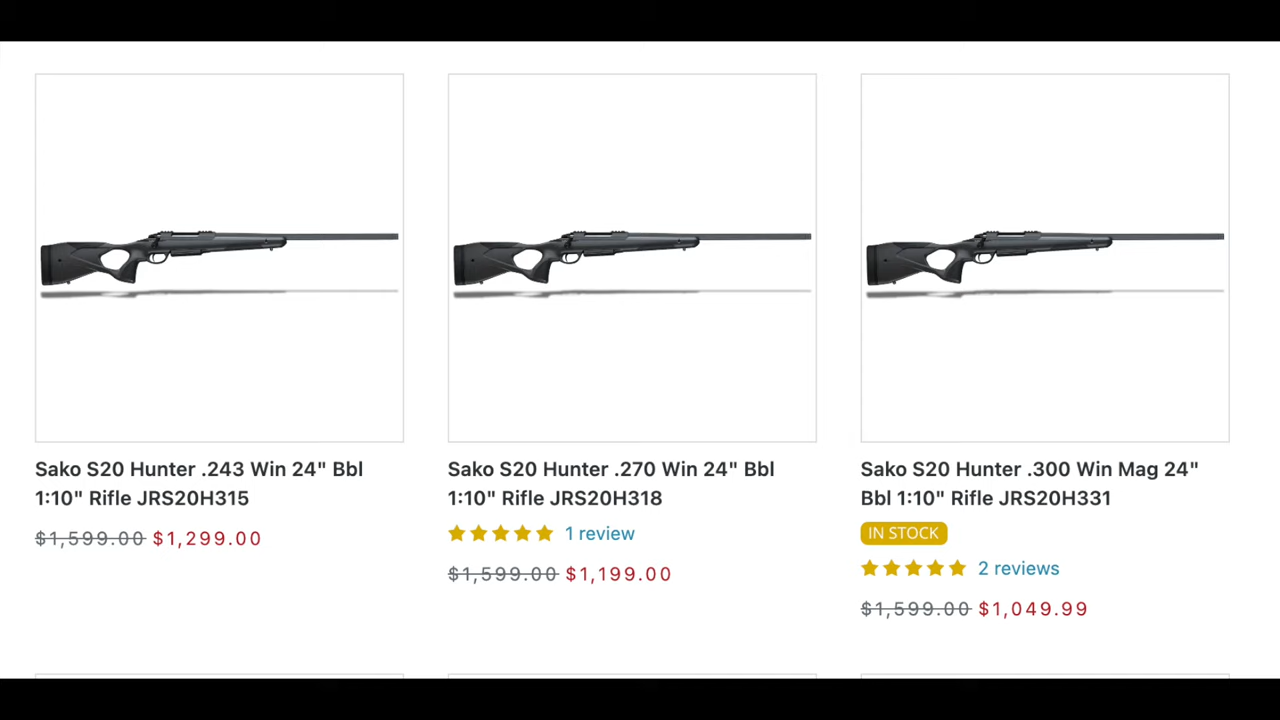 Sako S20 Hunter .243 Win 24" Bbl
1:10" Rifle JRS20H315
$1,599.00 $1,299.00
Sako S20 Hunter .270 Win 24" Bbl
1:10" Rifle JRS20H318
1 review
$1,599.00 $1,199.00
Sako S20 Hunter .300 Win Mag 24"
Bbl 1:10" Rifle JRS20H331
IN STOCK
2 reviews
$1,599.00 $1,049.99